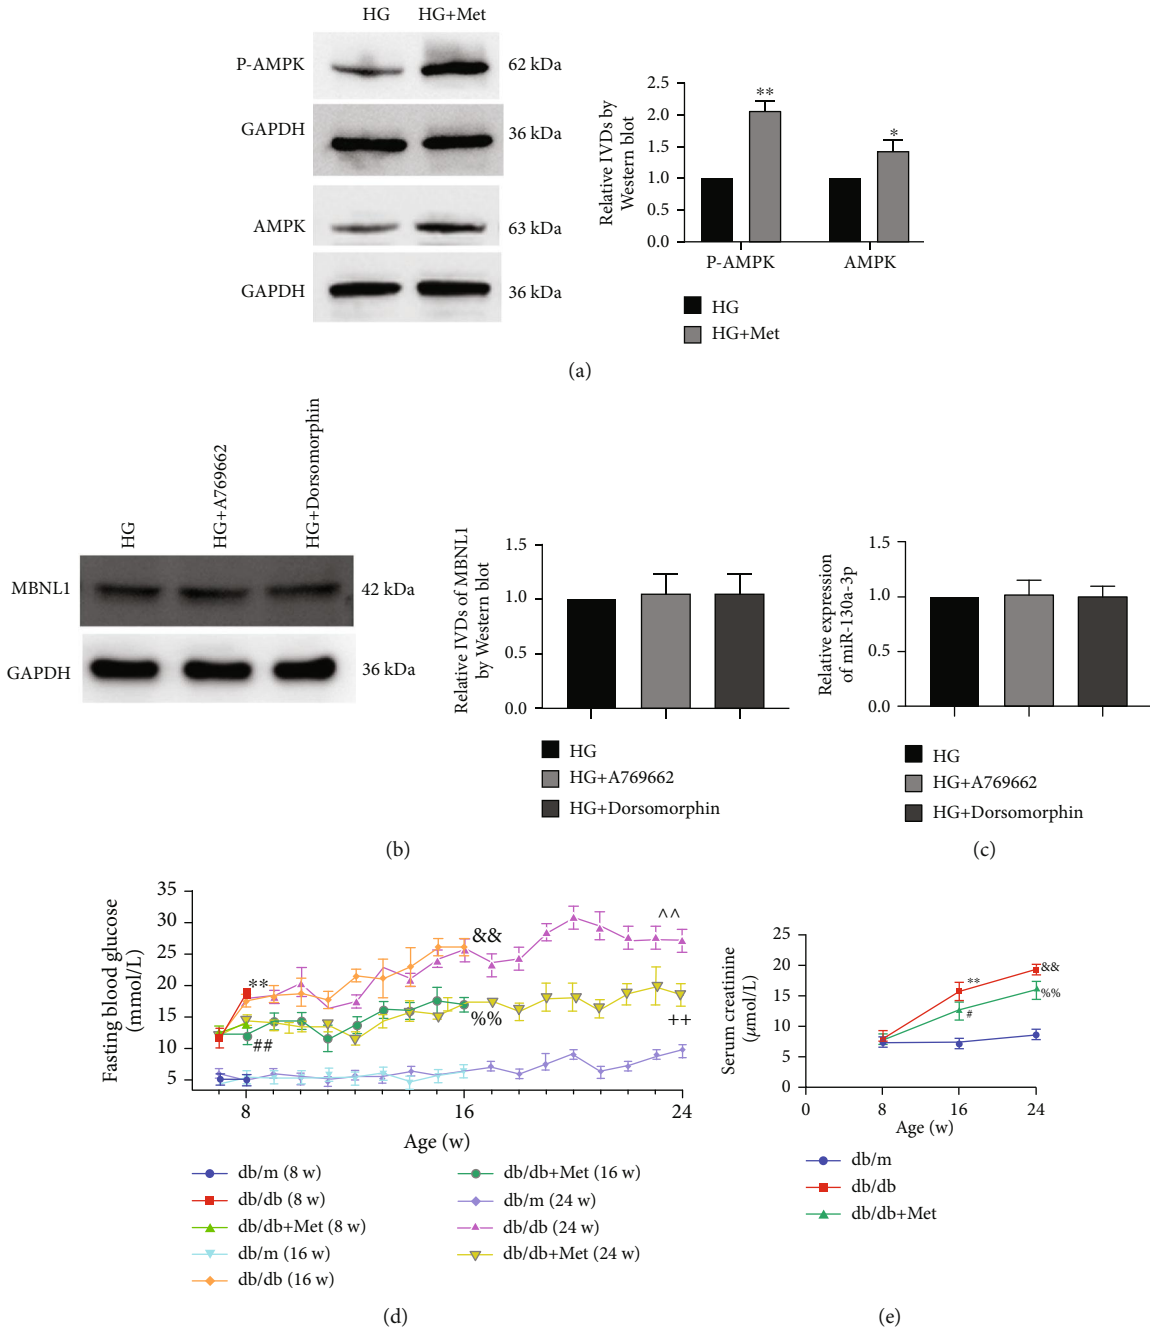 HG HG+Met
P-AMPK 62 kDa
GAPDH 36 kDa
AMPK 63 kDa
GAPDH 36 kDa
Relative IVDs by
Western blot
2.5
2.0
1.5
1.0
0.5
0.0
**
*
P-AMPK AMPK
HG
HG+Met
(a)
HG
HG+A769662
HG+Dorsomorphin
MBNL1 42 kDa
GAPDH 36 kDa
Relative IVDs of MBNL1
by Western blot
1.5
1.0
0.5
0.0
HG
HG+A769662
HG+Dorsomorphin
(b)
Relative expression
of miR-130a-3p
1.5
1.0
0.5
0.0
HG
HG+A769662
HG+Dorsomorphin
(c)
Fasting blood glucose
(mmol/L)
35
30
25
20
15
10
5
**
##
&&
%%
^^
++
8 16 24
Age (w)
db/m (8 w)
db/db (8 w)
db/db+Met (8 w)
db/m (16 w)
db/db (16 w)
db/db+Met (16 w)
db/m (24 w)
db/db (24 w)
db/db+Met (24 w)
(d)
Serum creatinine
(μmol/L)
25
20
15
10
5
0
**
#
&&
%%
0 8 16 24
Age (w)
db/m
db/db
db/db+Met
(e)